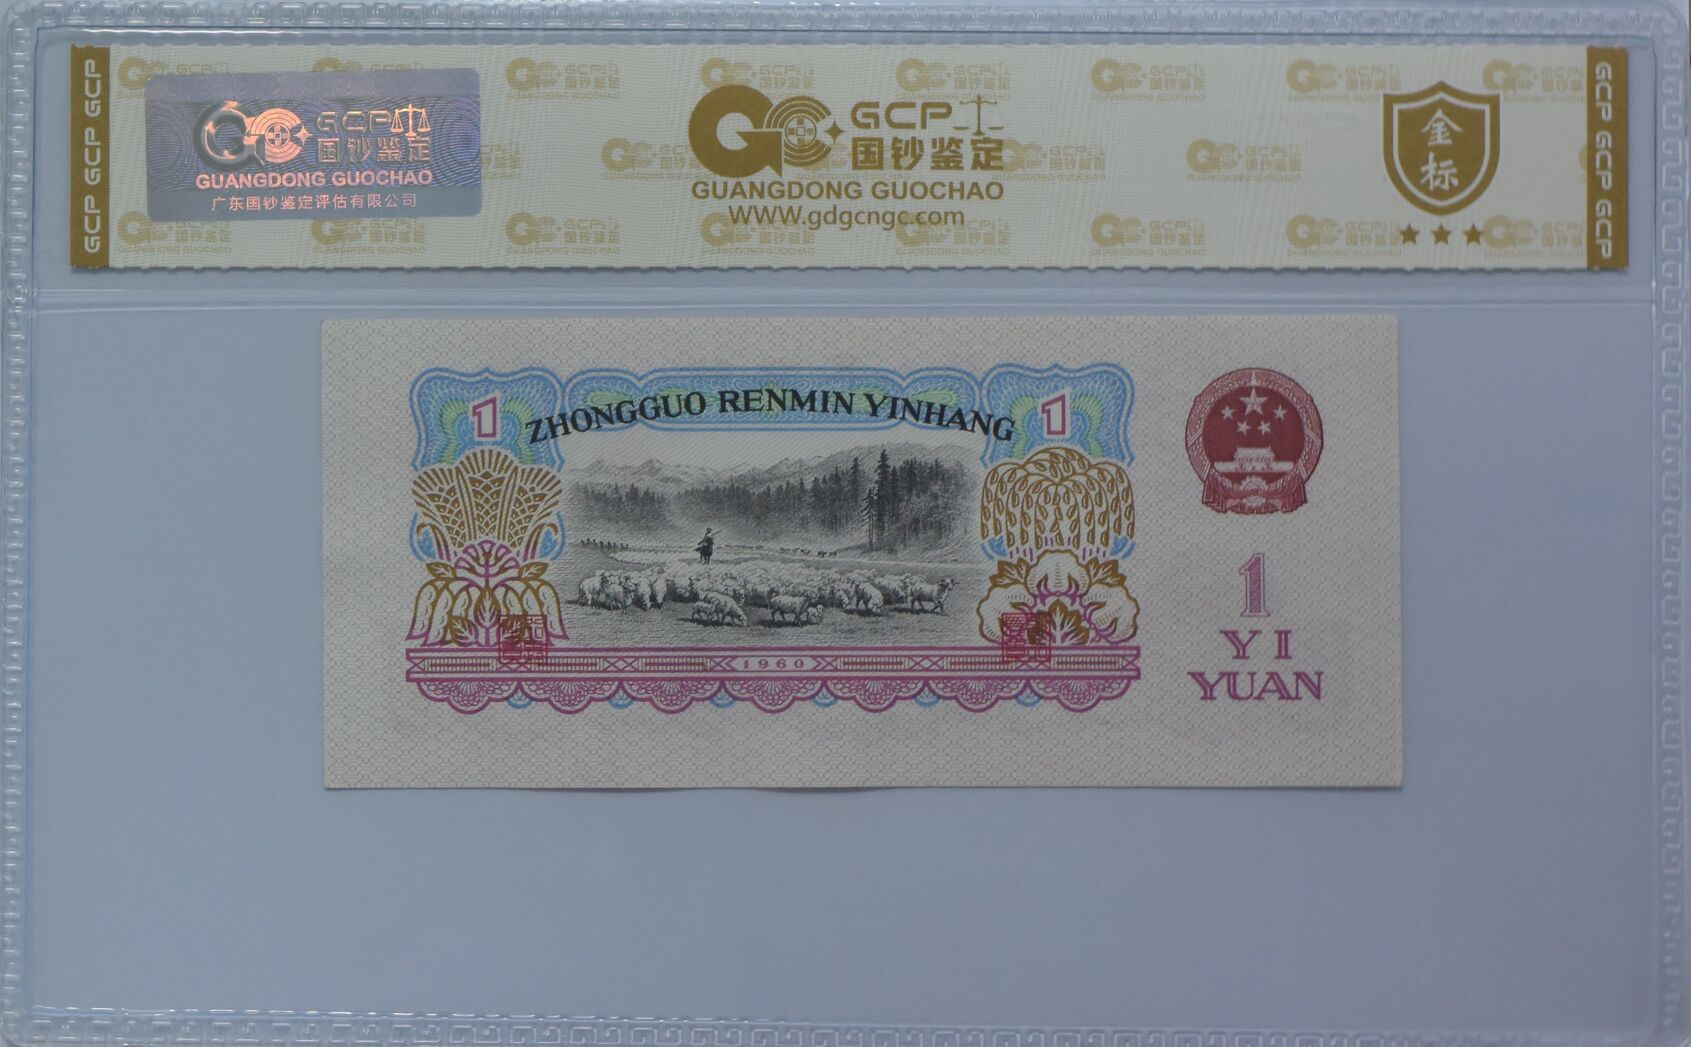 GCP GCP GCP
GCP
国钞鉴定
GUANGDONG GUOCHAO
广东国钞鉴定评估有限公司
GCP
国钞鉴定
GUANGDONG GUOCHAO
WWW.gdgcngc.com
金标
GCP GCP GCP
1
ZHONGGUO RENMIN YINHANG
1
1960
1
YI
YUAN